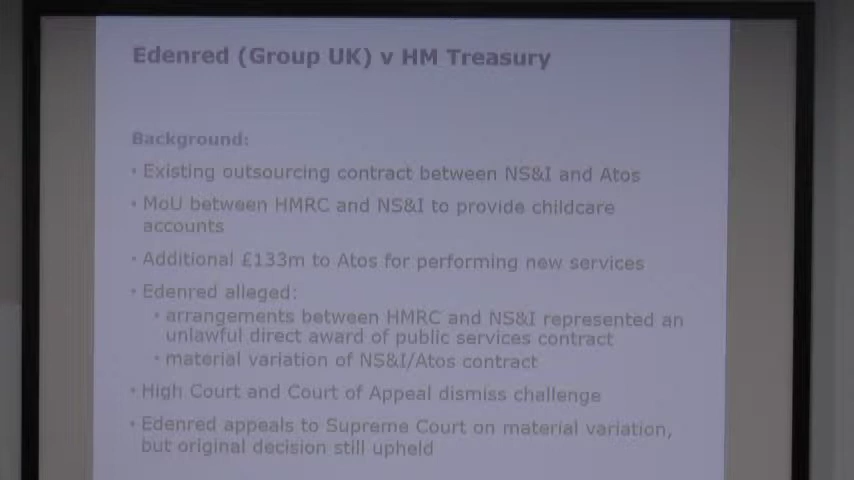 Edenred (Group UK) v HM Treasury
Background:
• Existing outsourcing contract between NS&I and Atos
• MoU between HMRC and NS&I to provide childcare
accounts
• Additional £133m to Atos for performing new services
• Edenred alleged:
• arrangements between HMRC and NS&I represented an
unlawful direct award of public services contract
• material variation of NS&I/Atos contract
• High Court and Court of Appeal dismiss challenge
• Edenred appeals to Supreme Court on material variation,
but original decision still upheld